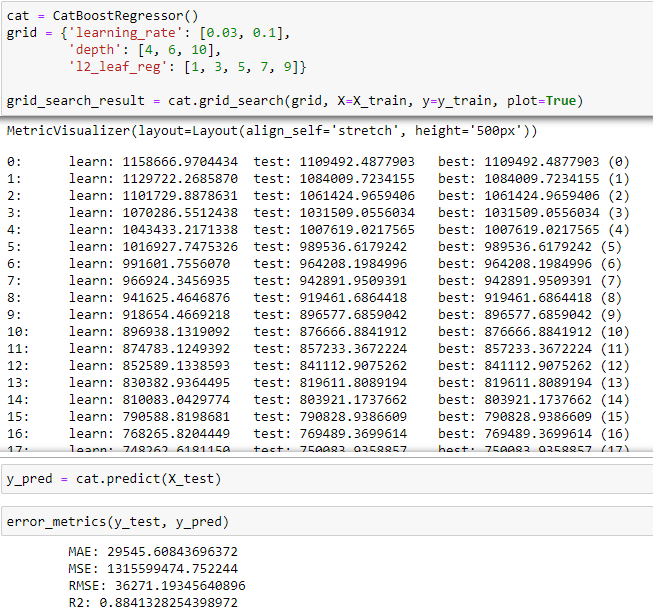 cat = CatBoostRegressor()
grid = {'learning_rate': [0.03, 0.1],
        'depth': [4, 6, 10],
        'l2_leaf_reg': [1, 3, 5, 7, 9]}
grid_search_result = cat.grid_search(grid, X=X_train, y=y_train, plot=True)
MetricVisualizer(layout=Layout(align_self='stretch', height='500px'))
0:      learn: 1158666.9704434  test: 1109492.4877903   best: 1109492.4877903 (0)
1:      learn: 1129722.2685870  test: 1084009.7234155   best: 1084009.7234155 (1)
2:      learn: 1101729.8878631  test: 1061424.9659406   best: 1061424.9659406 (2)
3:      learn: 1070286.5512438  test: 1031509.0556034   best: 1031509.0556034 (3)
4:      learn: 1043433.2171338  test: 1007619.0217565   best: 1007619.0217565 (4)
5:      learn: 1016927.7475326  test: 989536.6179242    best: 989536.6179242 (5)
6:      learn: 991601.7556070   test: 964208.1984996    best: 964208.1984996 (6)
7:      learn: 966924.3456935   test: 942891.9509391    best: 942891.9509391 (7)
8:      learn: 941625.4646876   test: 919461.6864418    best: 919461.6864418 (8)
9:      learn: 918654.4669218   test: 896577.6859042    best: 896577.6859042 (9)
10:     learn: 896938.1319092   test: 876666.8841912    best: 876666.8841912 (10)
11:     learn: 874783.1249392   test: 857233.3672224    best: 857233.3672224 (11)
12:     learn: 852589.1338593   test: 841112.9075262    best: 841112.9075262 (12)
13:     learn: 830382.9364495   test: 819611.8089194    best: 819611.8089194 (13)
14:     learn: 810083.0429774   test: 803921.1737662    best: 803921.1737662 (14)
15:     learn: 790588.8198681   test: 790828.9386609    best: 790828.9386609 (15)
16:     learn: 768265.8204449   test: 769489.3699614    best: 769489.3699614 (16)
17:     learn: 748262.6181150   test: 750083.9358857    best: 750083.9358857 (17)
y_pred = cat.predict(X_test)
error_metrics(y_test, y_pred)
MAE: 29545.60843696372
MSE: 1315599474.752244
RMSE: 36271.19345640896
R2: 0.8841328254398972